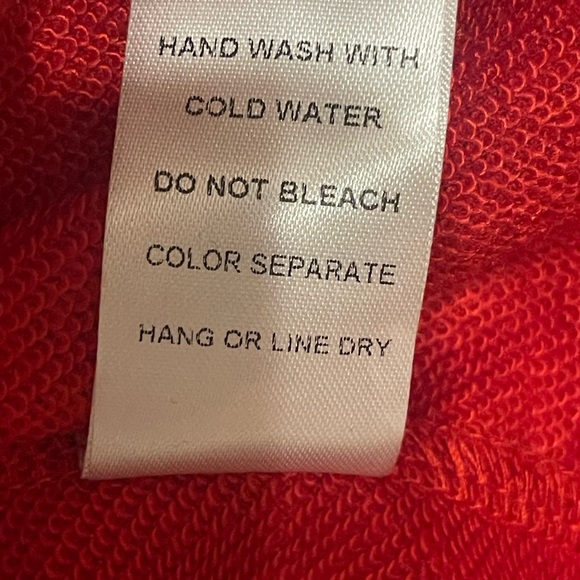 HAND WASH WITH
COLD WATER
DO NOT BLEACH
COLOR SEPARATE
HANG OR LINE DRY